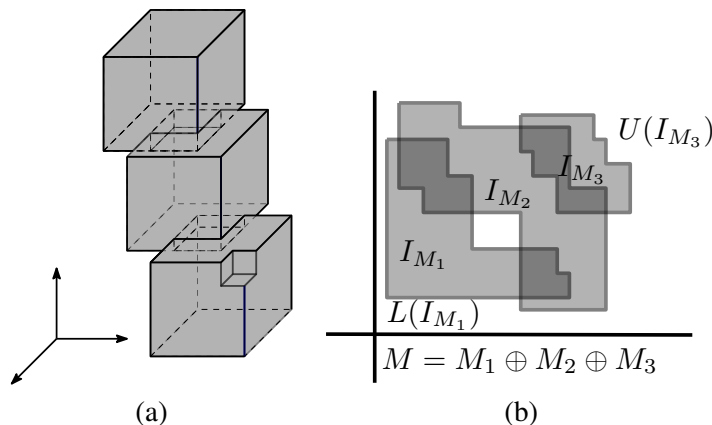 U(I_{M_3})
I_{M_3}
I_{M_2}
I_{M_1}
L(I_{M_1})
M = M_1 ⊕ M_2 ⊕ M_3
(a) (b)